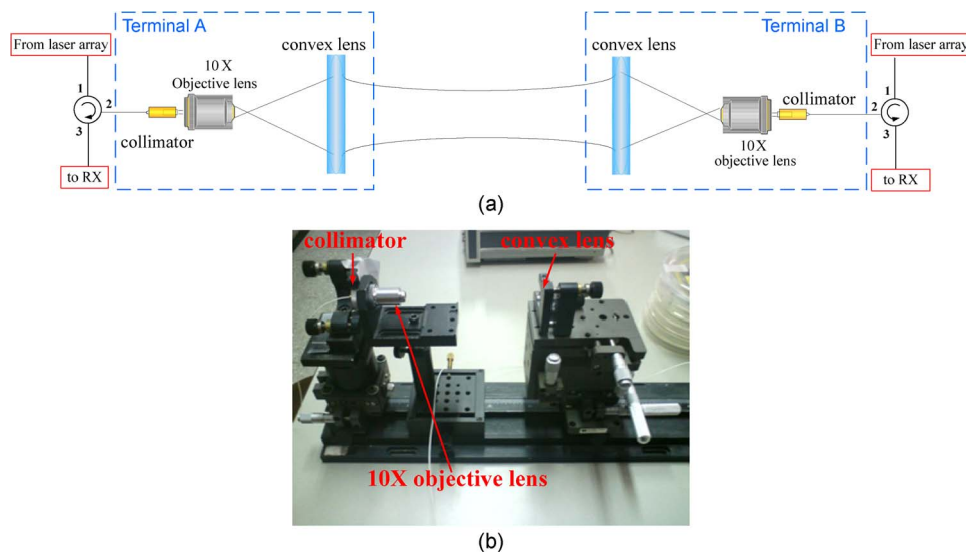 Terminal A
Terminal B
From laser array
convex lens
convex lens
From laser array
10X
Objective lens
1
2
3
collimator
collimator
1
2
3
10X
objective lens
to RX
to RX
(a)
collimator
convex lens
10X objective lens
(b)